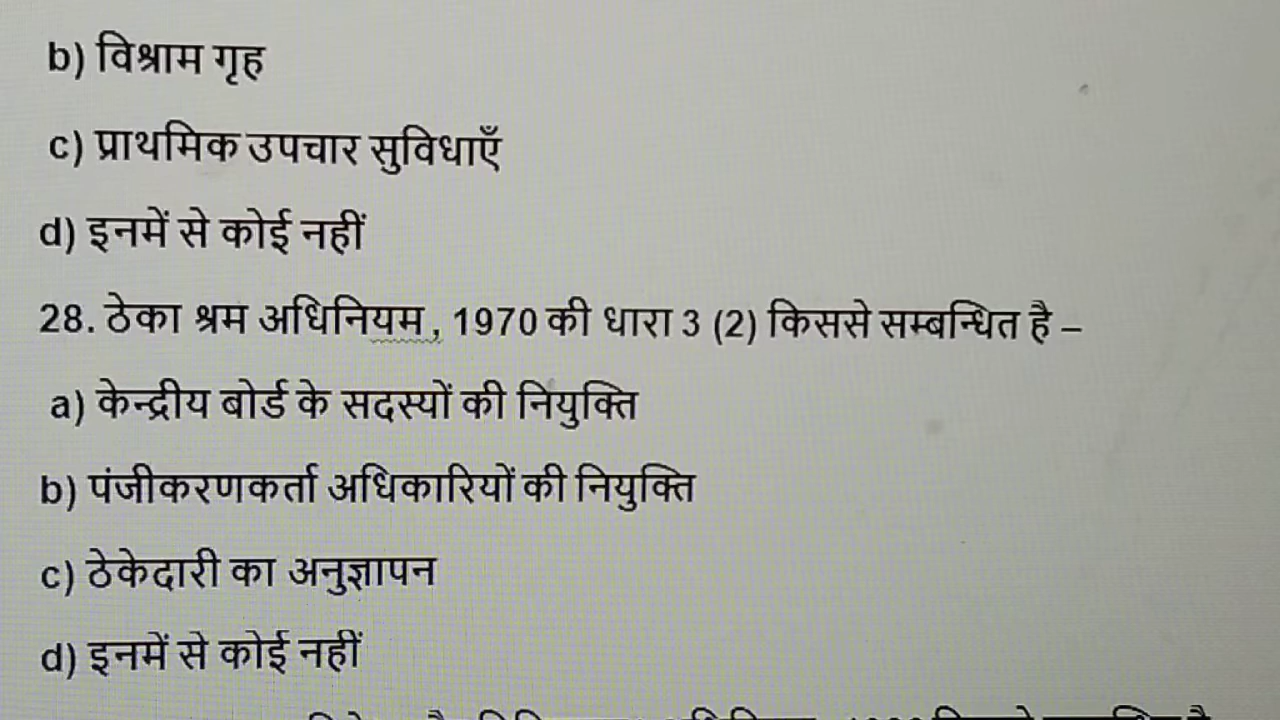 b) विश्राम गृह
c) प्राथमिक उपचार सुविधाएँ
d) इनमें से कोई नहीं
28. ठेका श्रम अधिनियम , 1970 की धारा 3 (2) किससे सम्बन्धित है –
a) केन्द्रीय बोर्ड के सदस्यों की नियुक्ति
b) पंजीकरणकर्ता अधिकारियों की नियुक्ति
c) ठेकेदारी का अनुज्ञापन
d) इनमें से कोई नहीं